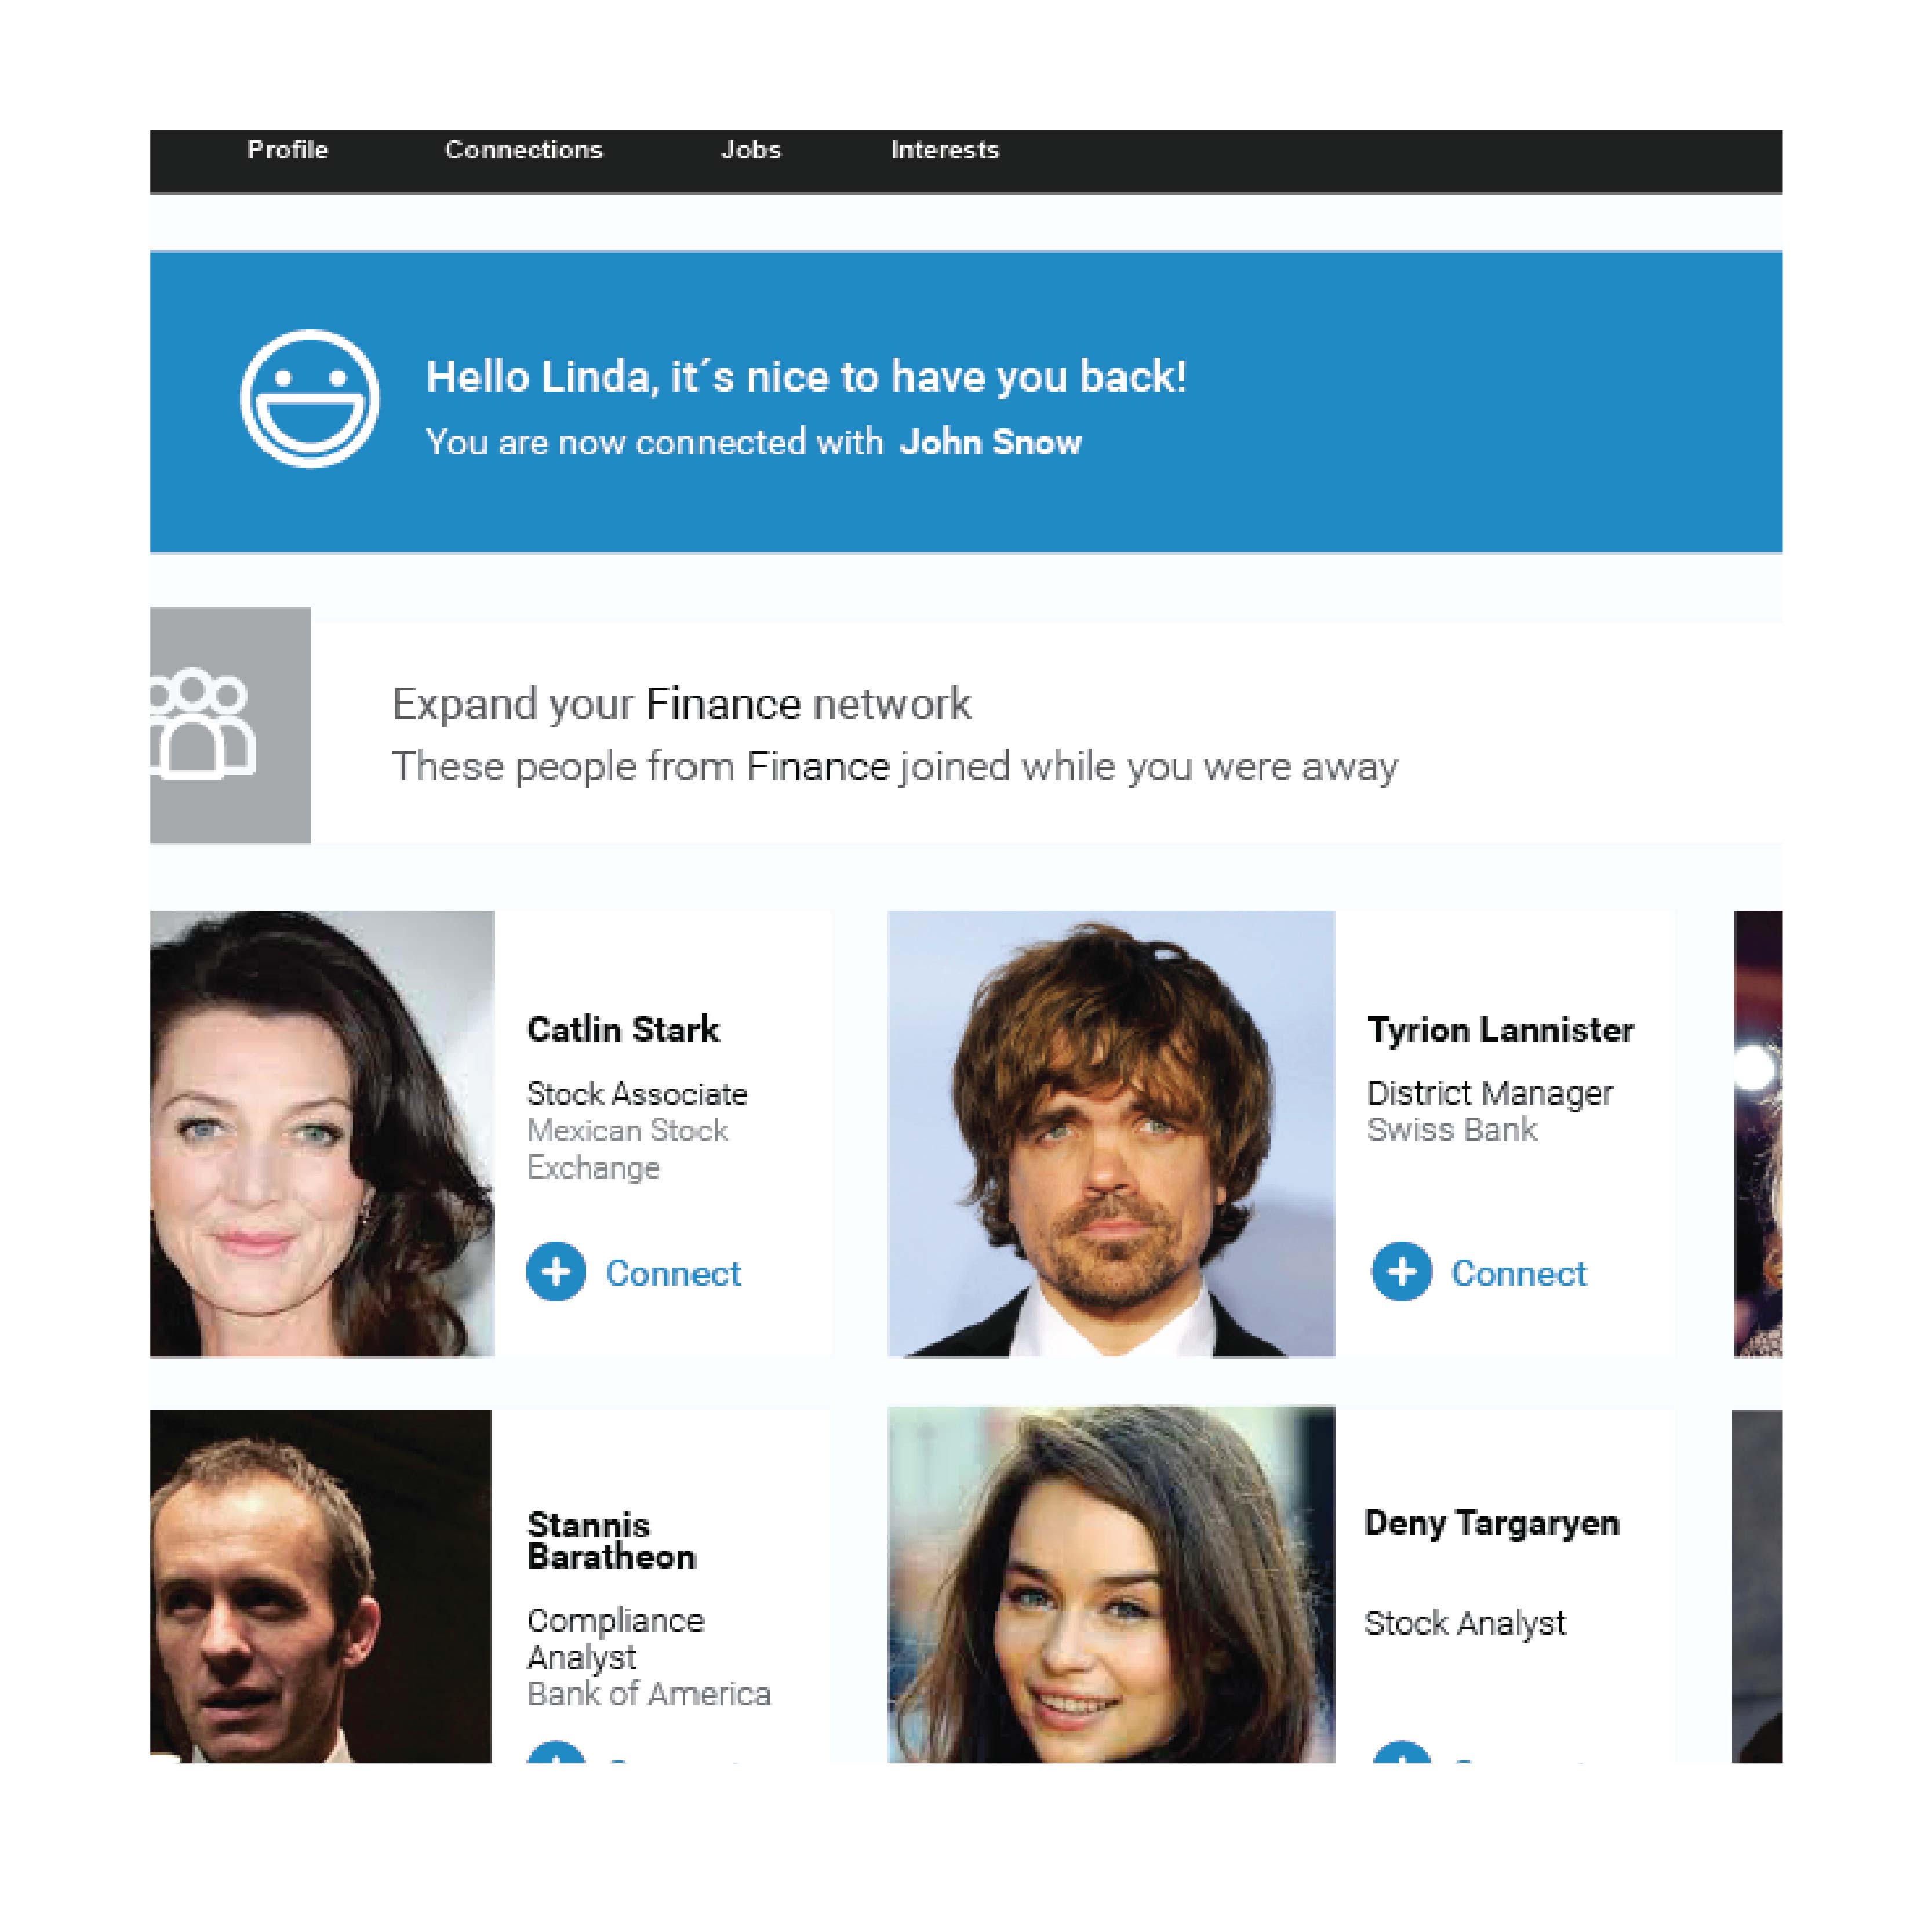 Profile Connections Jobs Interests
Hello Linda, it´s nice to have you back!
You are now connected with John Snow
Expand your Finance network
These people from Finance joined while you were away
Catlin Stark
Stock Associate
Mexican Stock
Exchange
Connect
Tyrion Lannister
District Manager
Swiss Bank
Connect
Stannis
Baratheon
Compliance
Analyst
Bank of America
Deny Targaryen
Stock Analyst